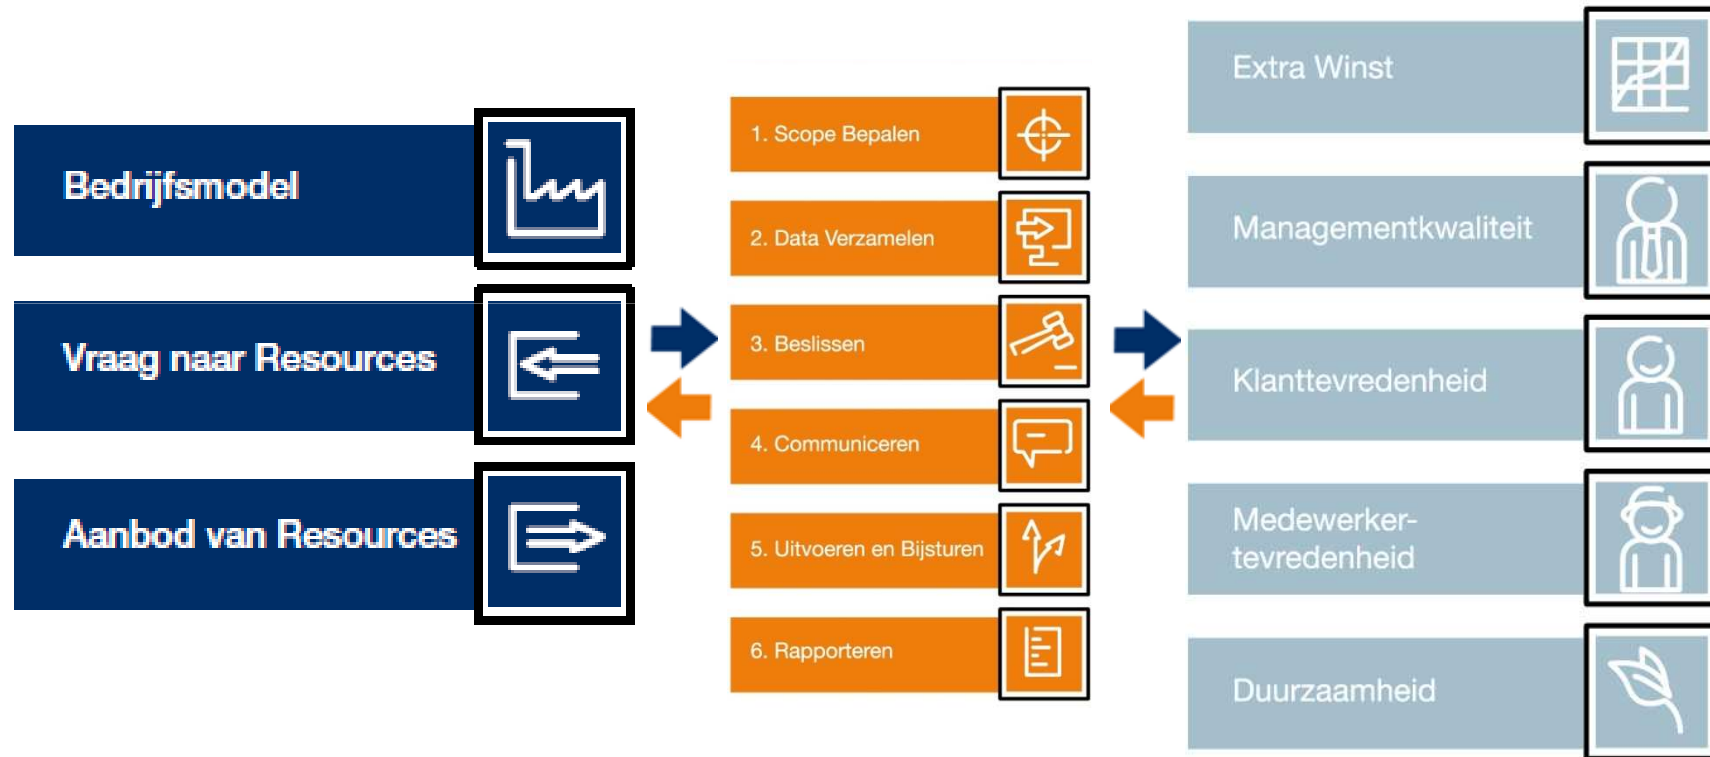 Bedrijfsmodel
Vraag naar Resources
Aanbod van Resources
1. Scope Bepalen
2. Data Verzamelen
3. Beslissen
4. Communiceren
5. Uitvoeren en Bijsturen
6. Rapporteren
Extra Winst
Managementkwaliteit
Klanttevredenheid
Medewerker-
tevredenheid
Duurzaamheid